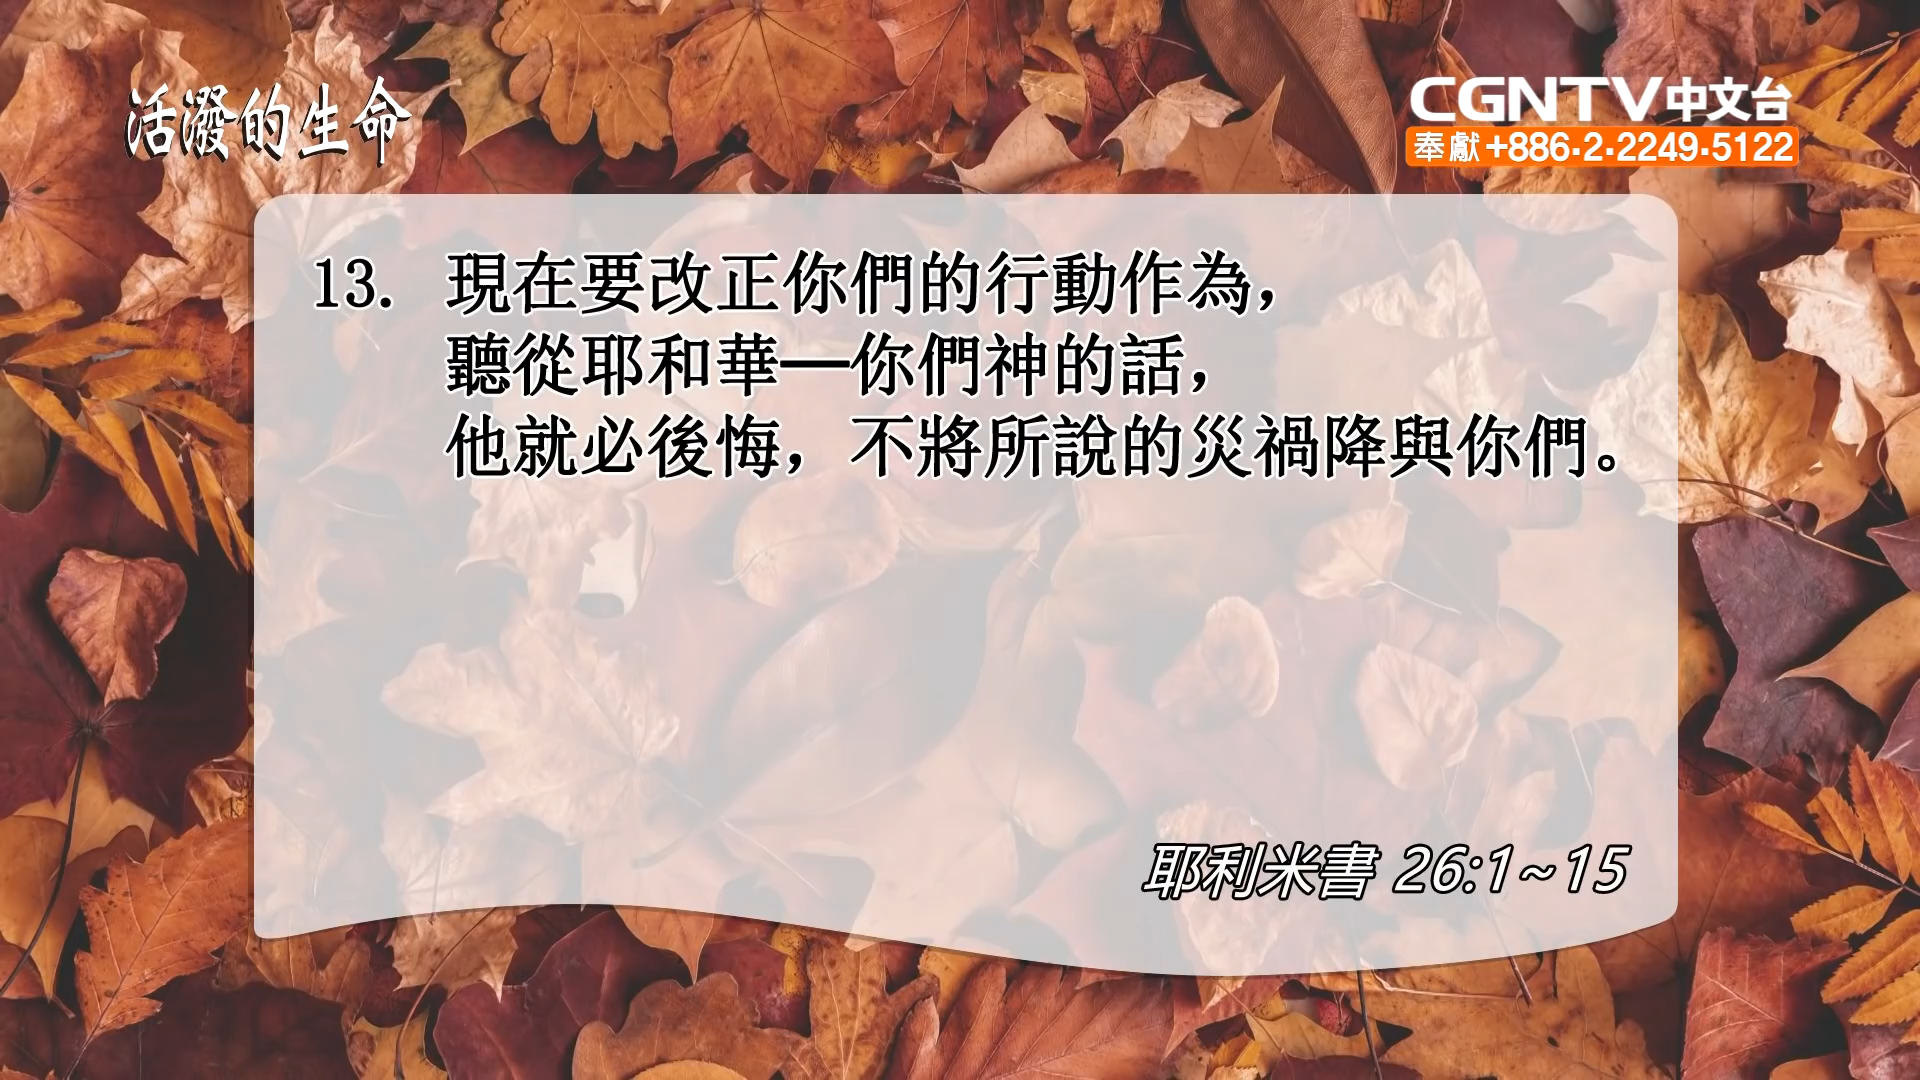 活潑的生命
CGNTV中文台
奉獻 +886·2·2249·5122
13. 現在要改正你們的行動作為，
聽從耶和華—你們神的話，
他就必後悔，不將所說的災禍降與你們。
耶利米書 26:1~15